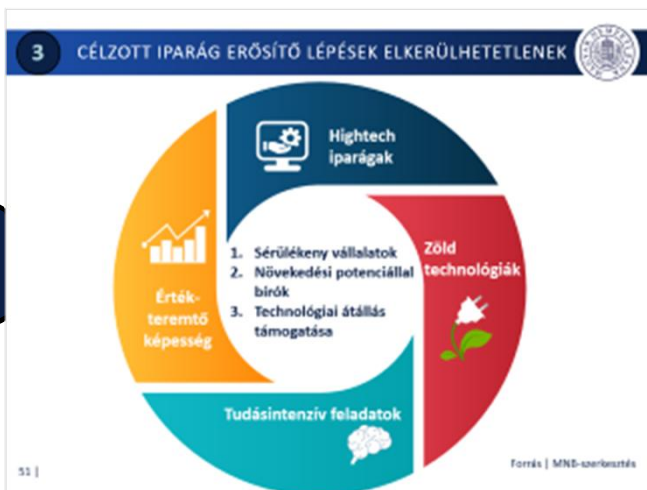 3
CÉLZOTT IPARÁG ERŐSÍTŐ LÉPÉSEK ELKERÜLHETETLENEK
Hightech
iparágak
1. Sérülékeny vállalatok
2. Növekedési potenciállal
birók
3. Technológiai átállás
támogatása
Zöld
technológiák
Érték-
teremtő
képesség
Tudásintenzív feladatok
51 |
Forrás | MNB-szerkesztés